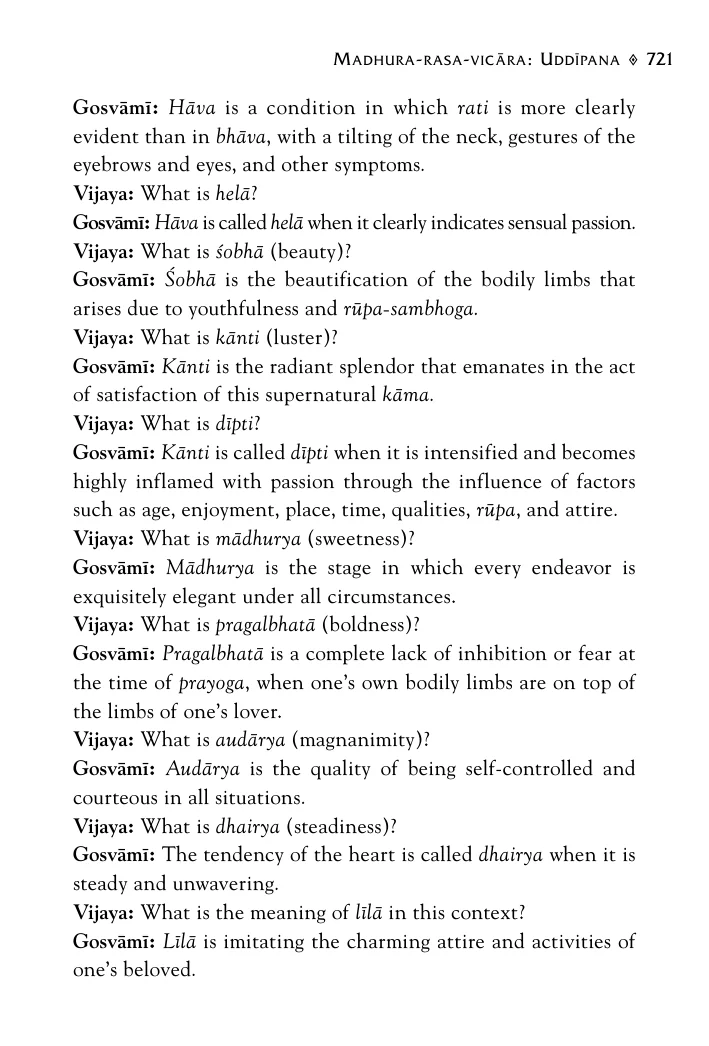 MADHURA-RASA-VICĀRA: UDDĪPANA ◊ 721
Gosvāmī: Hāva is a condition in which rati is more clearly
evident than in bhāva, with a tilting of the neck, gestures of the
eyebrows and eyes, and other symptoms.
Vijaya: What is helā?
Gosvāmī: Hāva is called helā when it clearly indicates sensual passion.
Vijaya: What is śobhā (beauty)?
Gosvāmī: Śobhā is the beautification of the bodily limbs that
arises due to youthfulness and rūpa-sambhoga.
Vijaya: What is kānti (luster)?
Gosvāmī: Kānti is the radiant splendor that emanates in the act
of satisfaction of this supernatural kāma.
Vijaya: What is dīpti?
Gosvāmī: Kānti is called dīpti when it is intensified and becomes
highly inflamed with passion through the influence of factors
such as age, enjoyment, place, time, qualities, rūpa, and attire.
Vijaya: What is mādhurya (sweetness)?
Gosvāmī: Mādhurya is the stage in which every endeavor is
exquisitely elegant under all circumstances.
Vijaya: What is pragalbhatā (boldness)?
Gosvāmī: Pragalbhatā is a complete lack of inhibition or fear at
the time of prayoga, when one’s own bodily limbs are on top of
the limbs of one’s lover.
Vijaya: What is audārya (magnanimity)?
Gosvāmī: Audārya is the quality of being self-controlled and
courteous in all situations.
Vijaya: What is dhairya (steadiness)?
Gosvāmī: The tendency of the heart is called dhairya when it is
steady and unwavering.
Vijaya: What is the meaning of līlā in this context?
Gosvāmī: Līlā is imitating the charming attire and activities of
one’s beloved.